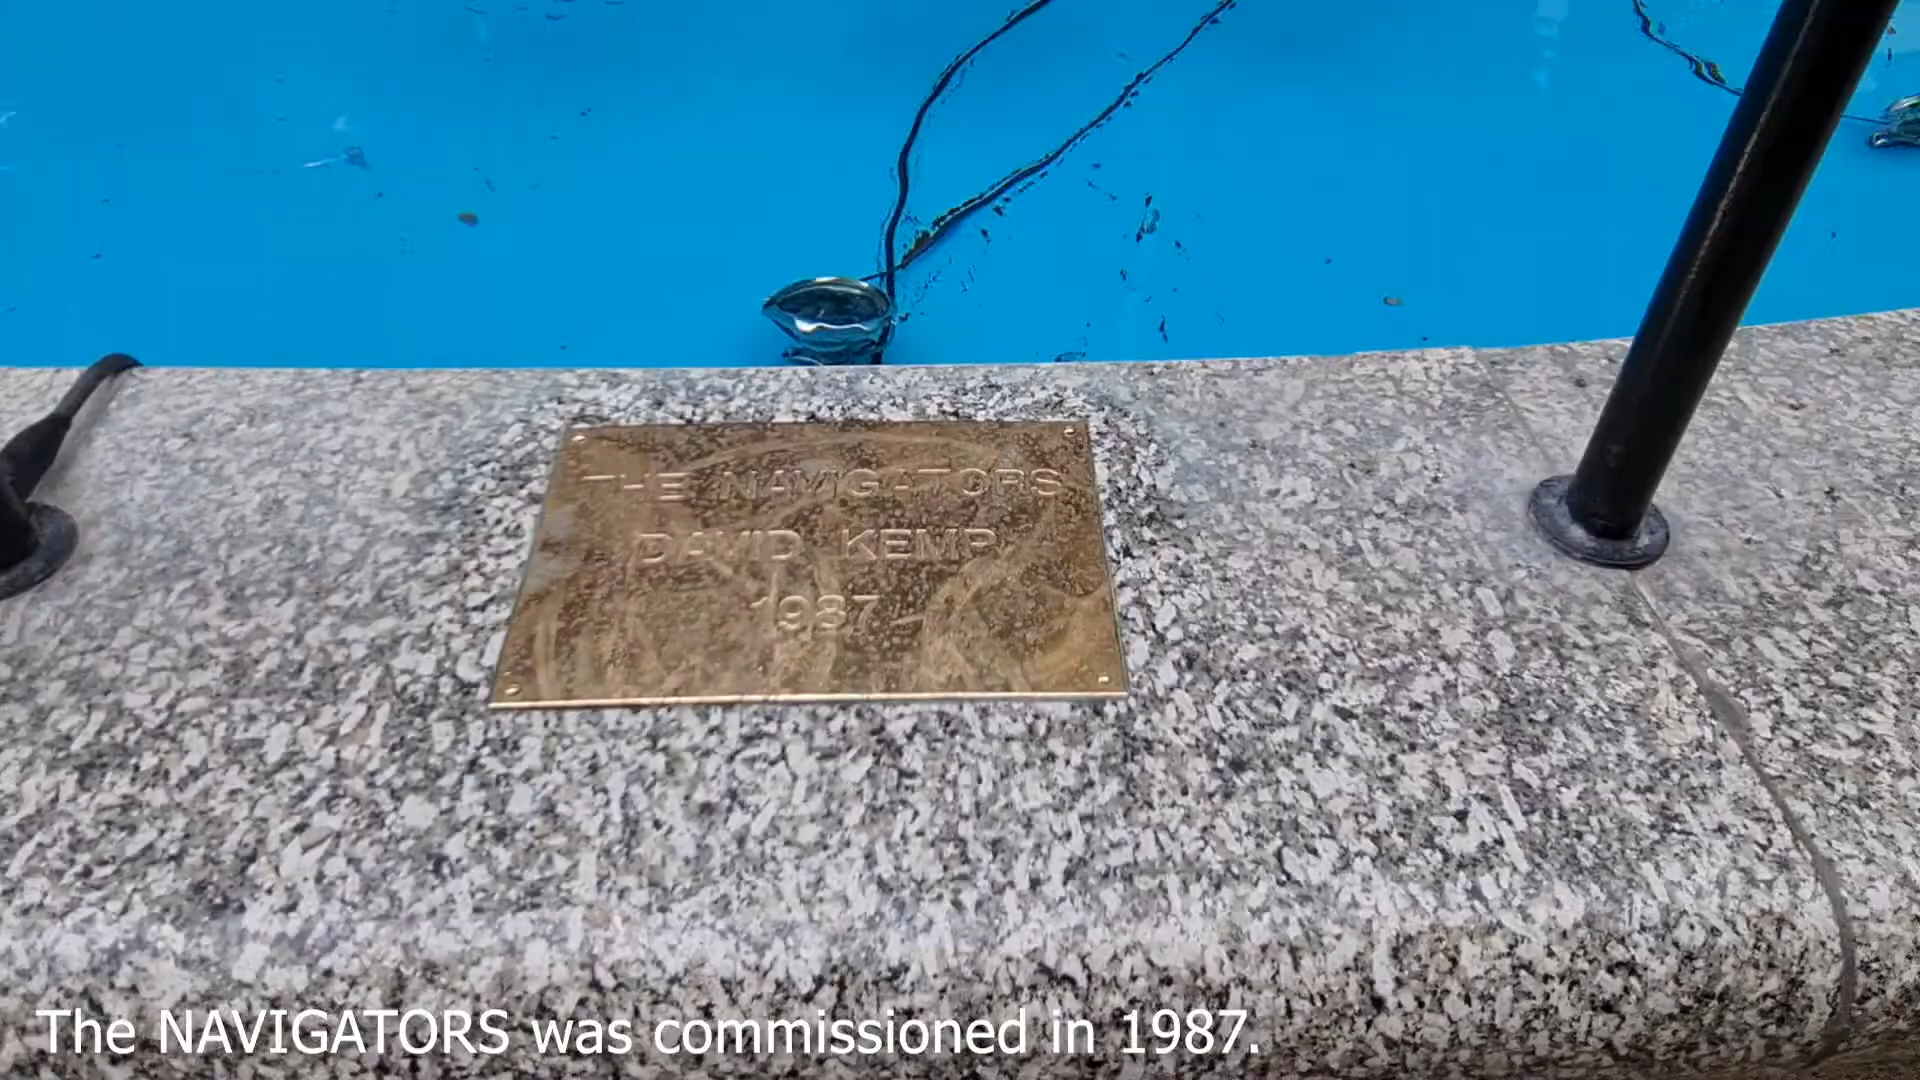 THE NAVIGATORS
DAVID KEMP
1987
The NAVIGATORS was commissioned in 1987.